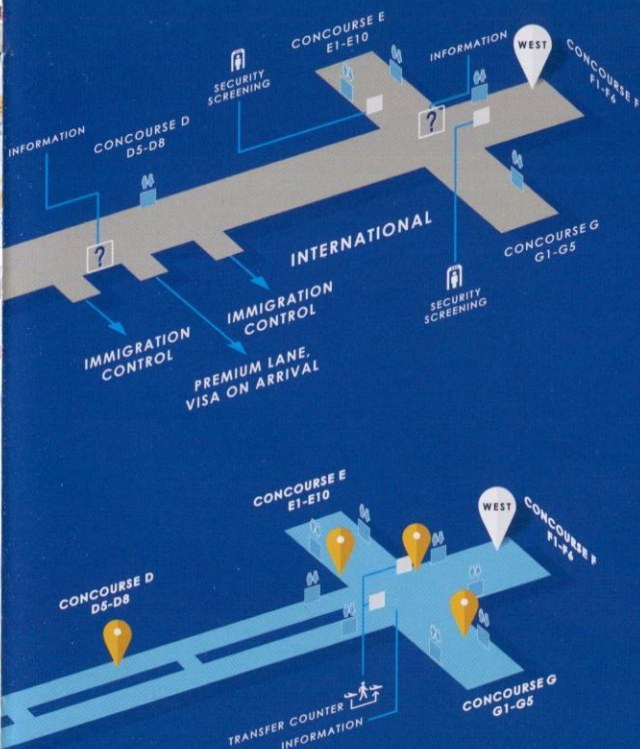 CONCOURSE E
E1-E10
INFORMATION
WEST
CONCOURSE F
F1-F6
SECURITY
SCREENING
INFORMATION
CONCOURSE D
D5-D8
?
?
INTERNATIONAL
CONCOURSE G
G1-G5
SECURITY
SCREENING
IMMIGRATION
CONTROL
IMMIGRATION
CONTROL
PREMIUM LANE,
VISA ON ARRIVAL
CONCOURSE E
E1-E10
WEST
CONCOURSE F
F1-F6
CONCOURSE D
D5-D8
CONCOURSE G
G1-G5
TRANSFER COUNTER
INFORMATION